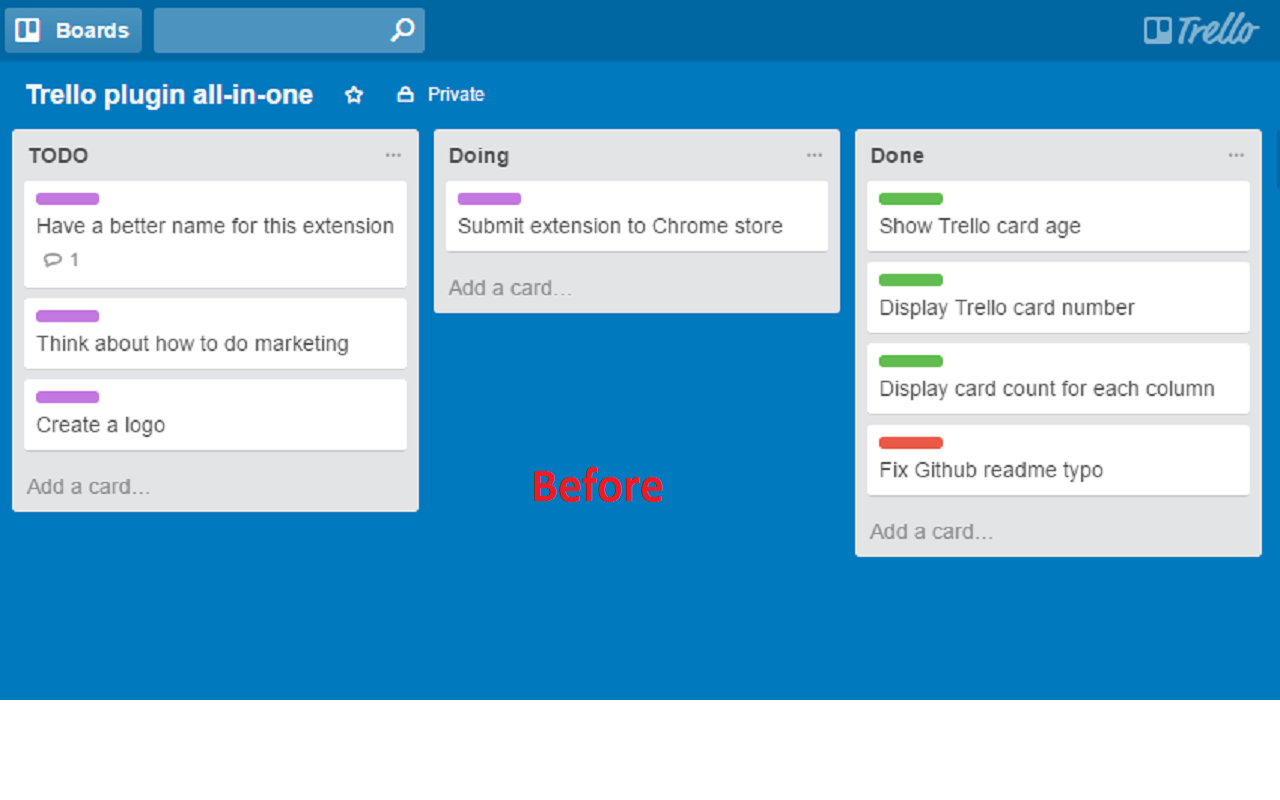 Boards
Trello
Trello plugin all-in-one
Private
TODO
Have a better name for this extension
1
Think about how to do marketing
Create a logo
Add a card...
Doing
Submit extension to Chrome store
Add a card...
Done
Show Trello card age
Display Trello card number
Display card count for each column
Fix Github readme typo
Add a card...
Before